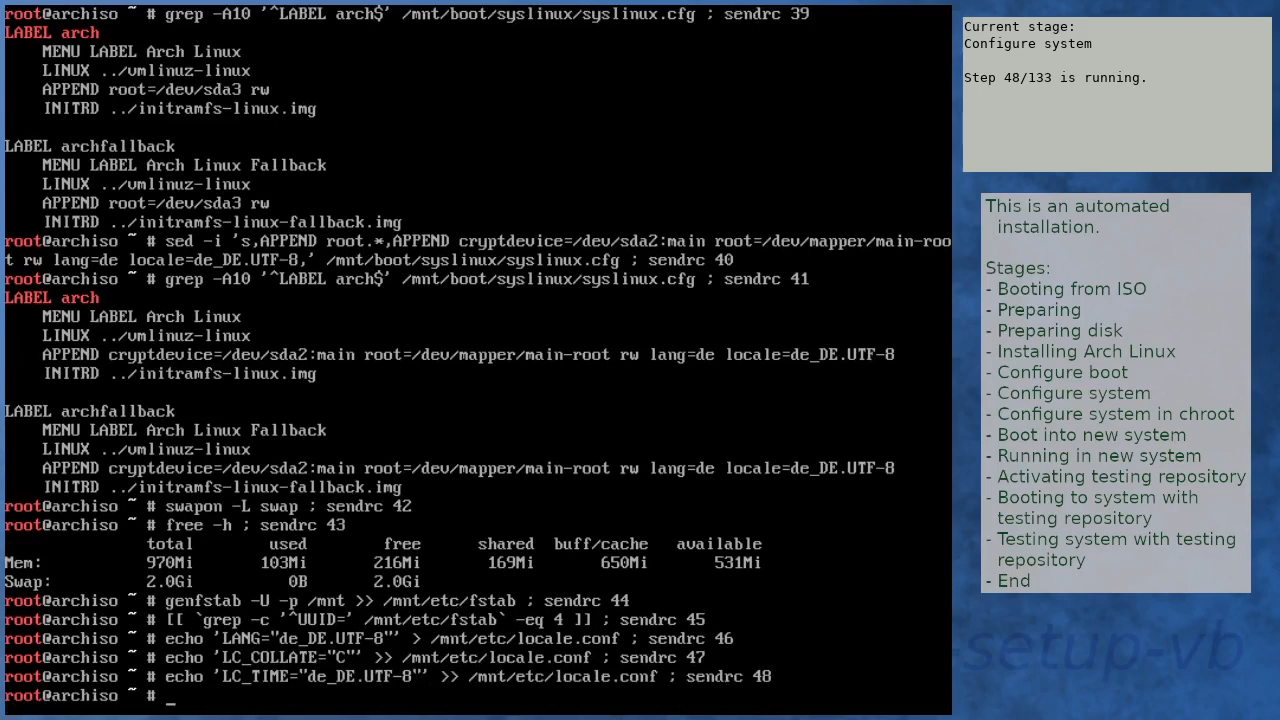 root@archiso ~ # grep -A10 '^LABEL arch$' /mnt/boot/syslinux/syslinux.cfg ; sendrc 39
LABEL arch
    MENU LABEL Arch Linux
    LINUX ../vmlinuz-linux
    APPEND root=/dev/sda3 rw
    INITRD ../initramfs-linux.img

LABEL archfallback
    MENU LABEL Arch Linux Fallback
    LINUX ../vmlinuz-linux
    APPEND root=/dev/sda3 rw
    INITRD ../initramfs-linux-fallback.img
root@archiso ~ # sed -i 's,APPEND root.*,APPEND cryptdevice=/dev/sda2:main root=/dev/mapper/main-roo
t rw lang=de locale=de_DE.UTF-8,' /mnt/boot/syslinux/syslinux.cfg ; sendrc 40
root@archiso ~ # grep -A10 '^LABEL arch$' /mnt/boot/syslinux/syslinux.cfg ; sendrc 41
LABEL arch
    MENU LABEL Arch Linux
    LINUX ../vmlinuz-linux
    APPEND cryptdevice=/dev/sda2:main root=/dev/mapper/main-root rw lang=de locale=de_DE.UTF-8
    INITRD ../initramfs-linux.img

LABEL archfallback
    MENU LABEL Arch Linux Fallback
    LINUX ../vmlinuz-linux
    APPEND cryptdevice=/dev/sda2:main root=/dev/mapper/main-root rw lang=de locale=de_DE.UTF-8
    INITRD ../initramfs-linux-fallback.img
root@archiso ~ # swapon -L swap ; sendrc 42
root@archiso ~ # free -h ; sendrc 43
               total        used        free      shared  buff/cache   available
Mem:           970Mi       103Mi       216Mi       169Mi       650Mi       531Mi
Swap:          2.0Gi          0B       2.0Gi
root@archiso ~ # genfstab -U -p /mnt >> /mnt/etc/fstab ; sendrc 44
root@archiso ~ # [[ `grep -c '^UUID=' /mnt/etc/fstab` -eq 4 ]] ; sendrc 45
root@archiso ~ # echo 'LANG="de_DE.UTF-8"' > /mnt/etc/locale.conf ; sendrc 46
root@archiso ~ # echo 'LC_COLLATE="C"' >> /mnt/etc/locale.conf ; sendrc 47
root@archiso ~ # echo 'LC_TIME="de_DE.UTF-8"' >> /mnt/etc/locale.conf ; sendrc 48
root@archiso ~ # _
Current stage:
Configure system

Step 48/133 is running.
This is an automated
installation.

Stages:
- Booting from ISO
- Preparing
- Preparing disk
- Installing Arch Linux
- Configure boot
- Configure system
- Configure system in chroot
- Boot into new system
- Running in new system
- Activating testing repository
- Booting to system with
testing repository
- Testing system with testing
repository
- End
-setup-vb